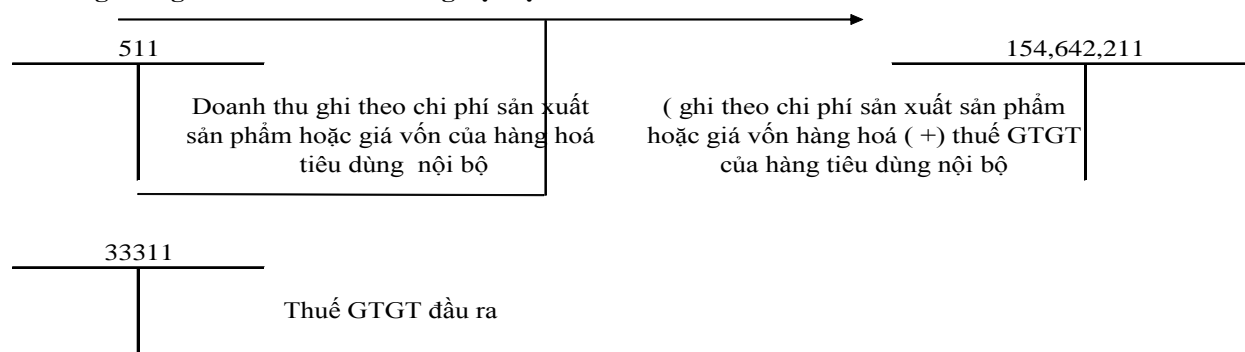 511
154,642,211
Doanh thu ghi theo chi phí sản xuất
sản phẩm hoặc giá vốn của hàng hoá
tiêu dùng nội bộ
( ghi theo chi phí sản xuất sản phẩm
hoặc giá vốn hàng hoá ( +) thuế GTGT
của hàng tiêu dùng nội bộ
33311
Thuế GTGT đầu ra